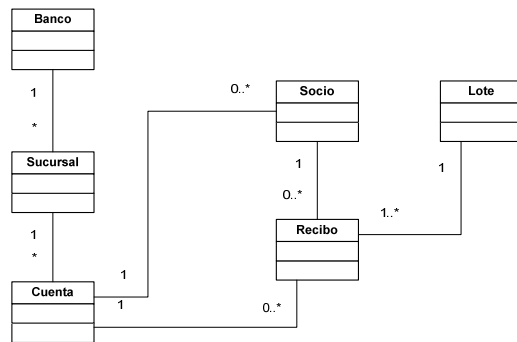 Banco
1
*
Sucursal
1
*
Cuenta
0..*
Socio
Lote
1
0..*
1
1..*
Recibo
1
1
0..*